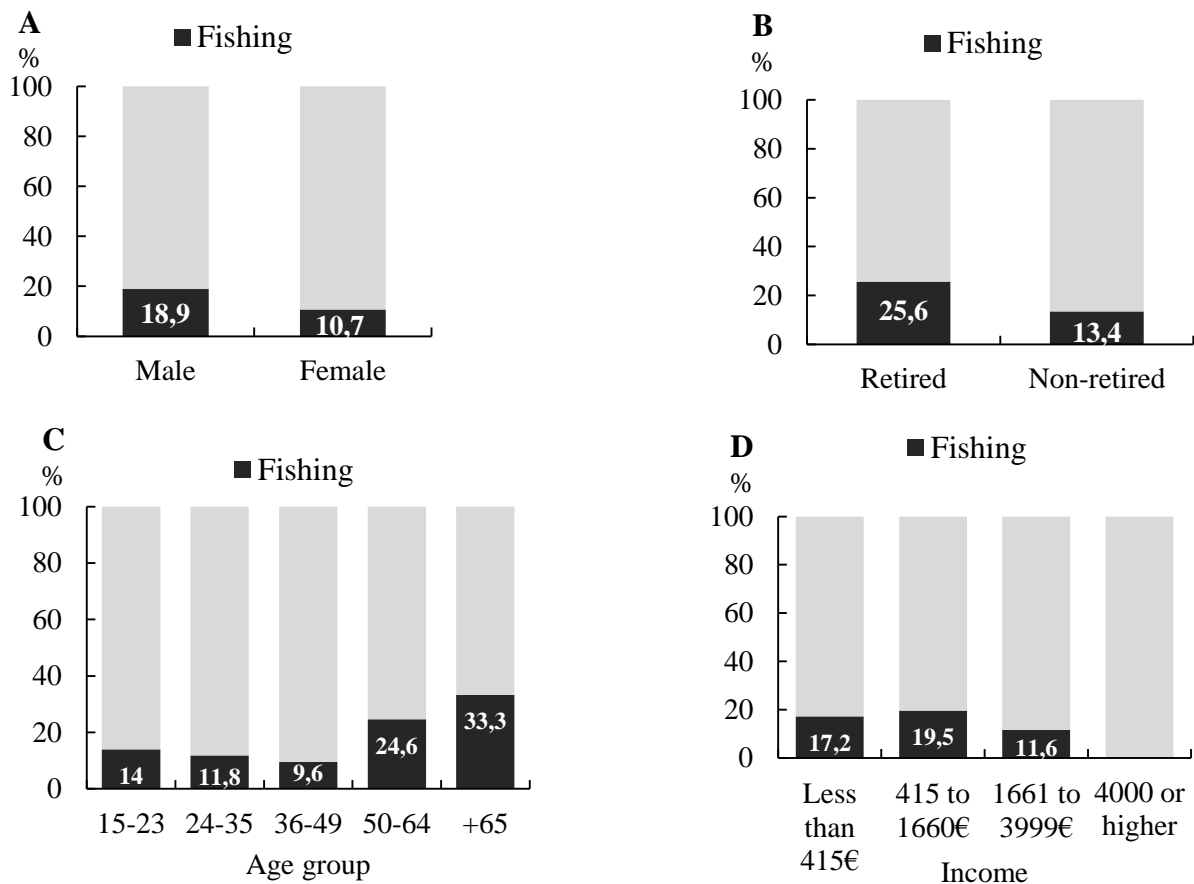 A
%
Fishing
100
80
60
40
20
0
18,9
10,7
Male
Female
B
%
Fishing
100
80
60
40
20
0
25,6
13,4
Retired
Non-retired
C
%
Fishing
100
80
60
40
20
0
14
11,8
9,6
24,6
33,3
15-23
24-35
36-49
50-64
+65
Age group
D
%
Fishing
100
80
60
40
20
0
17,2
19,5
11,6
Less
than
415€
415 to
1660€
1661 to
3999€
4000 or
higher
Income